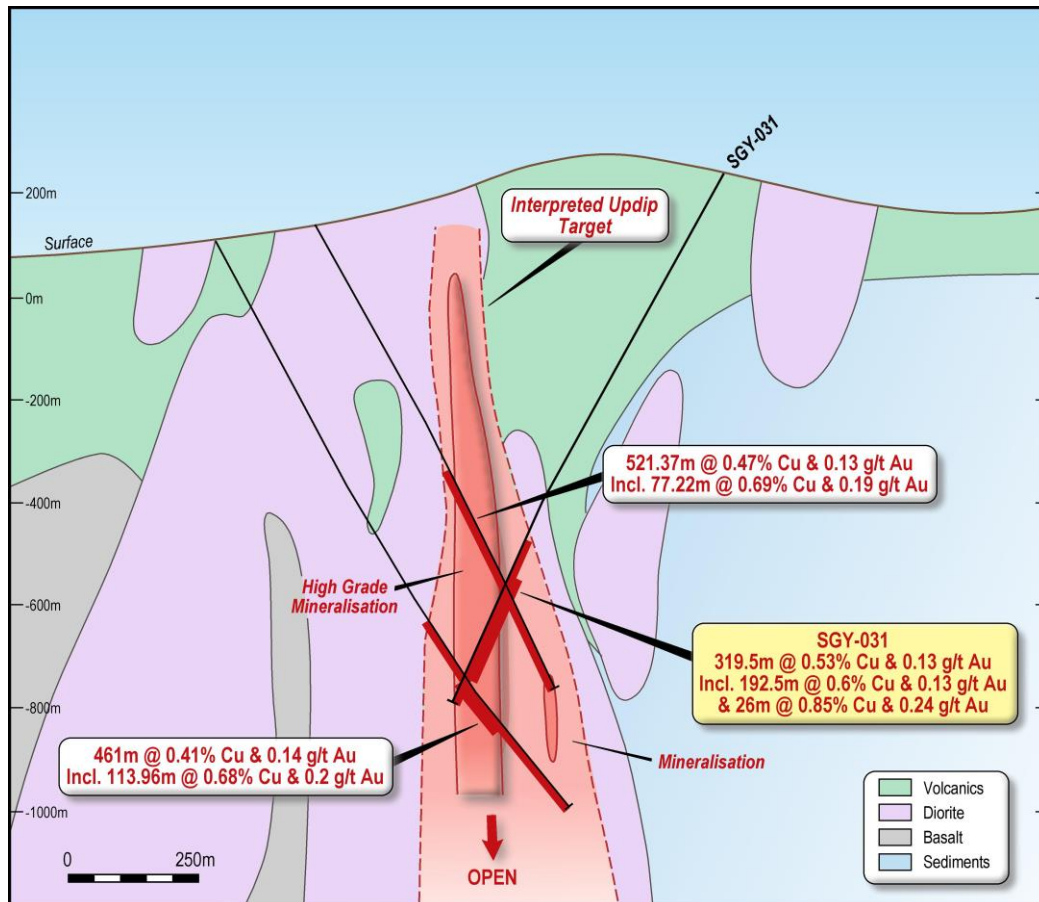 SGY-031
200m
Interpreted Updip
Target
Surface
0m
-200m
521.37m @ 0.47% Cu & 0.13 g/t Au
Incl. 77.22m @ 0.69% Cu & 0.19 g/t Au
-400m
High Grade
Mineralisation
-600m
SGY-031
319.5m @ 0.53% Cu & 0.13 g/t Au
Incl. 192.5m @ 0.6% Cu & 0.13 g/t Au
& 26m @ 0.85% Cu & 0.24 g/t Au
-800m
461m @ 0.41% Cu & 0.14 g/t Au
Incl. 113.96m @ 0.68% Cu & 0.2 g/t Au
Mineralisation
-1000m
Volcanics
Diorite
Basalt
Sediments
0 250m
OPEN